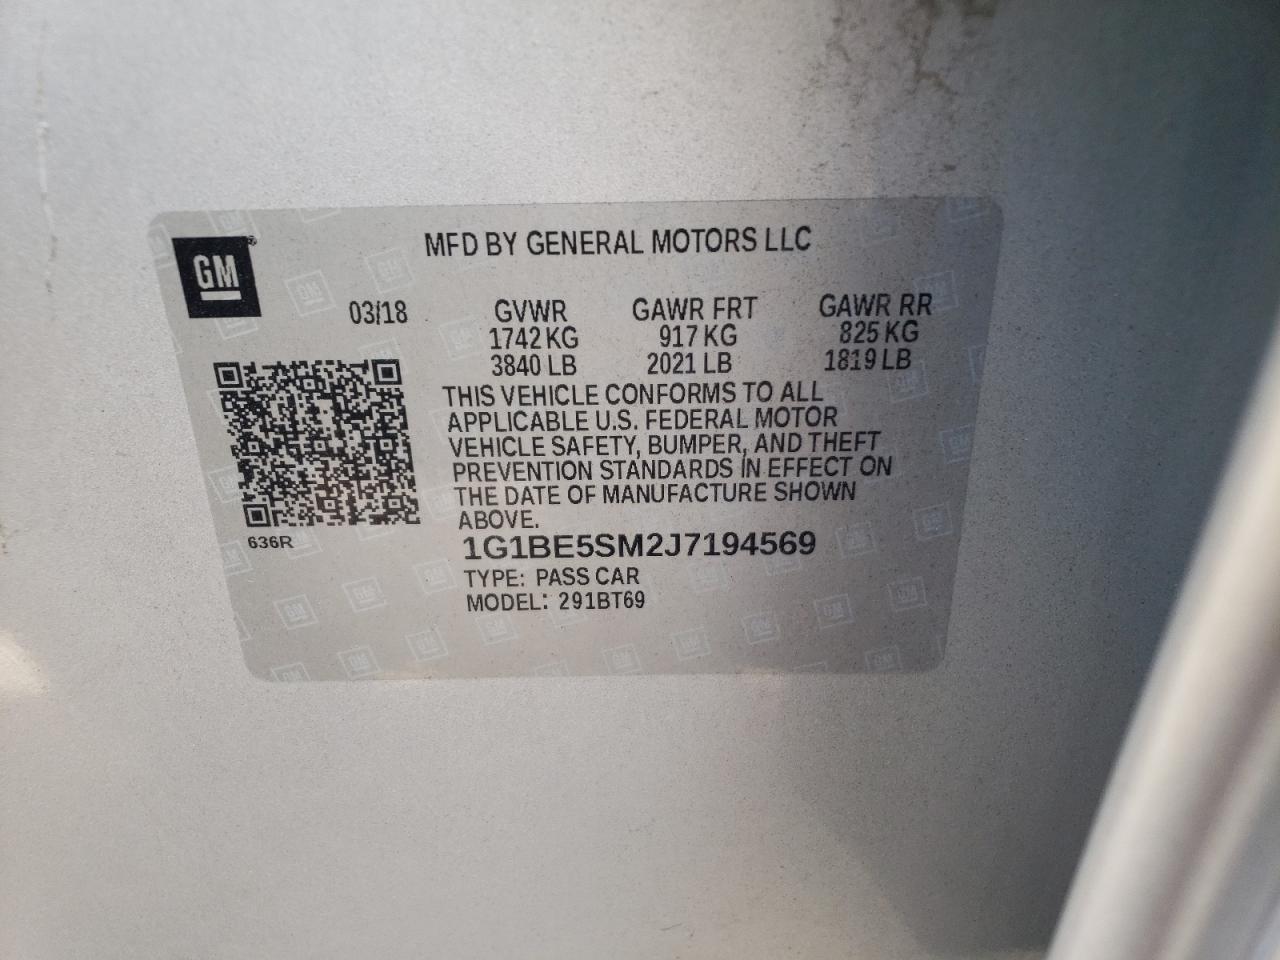 GM
MFD BY GENERAL MOTORS LLC
03/18 GVWR GAWR FRT GAWR RR
1742 KG 917 KG 825 KG
3840 LB 2021 LB 1819 LB
THIS VEHICLE CONFORMS TO ALL
APPLICABLE U.S. FEDERAL MOTOR
VEHICLE SAFETY, BUMPER, AND THEFT
PREVENTION STANDARDS IN EFFECT ON
THE DATE OF MANUFACTURE SHOWN
ABOVE.
636R
1G1BE5SM2J7194569
TYPE: PASS CAR
MODEL: 291BT69